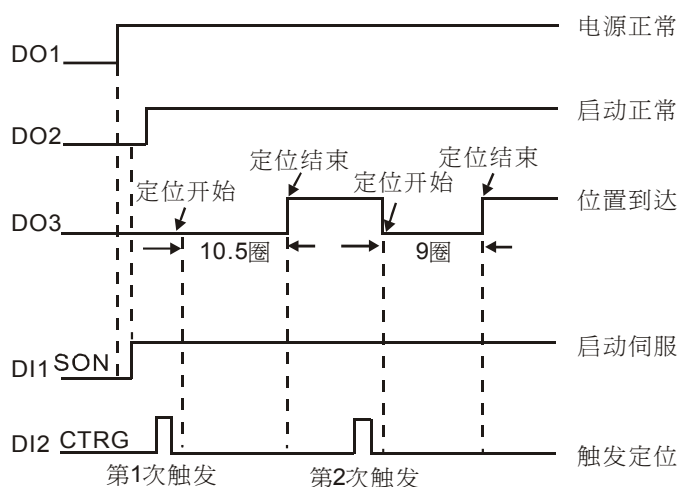 DO1
电源正常
DO2
启动正常
定位开始
定位结束
定位开始
定位结束
DO3
位置到达
10.5圈
9圈
DI1 SON
启动伺服
DI2 CTRG
触发定位
第1次触发
第2次触发